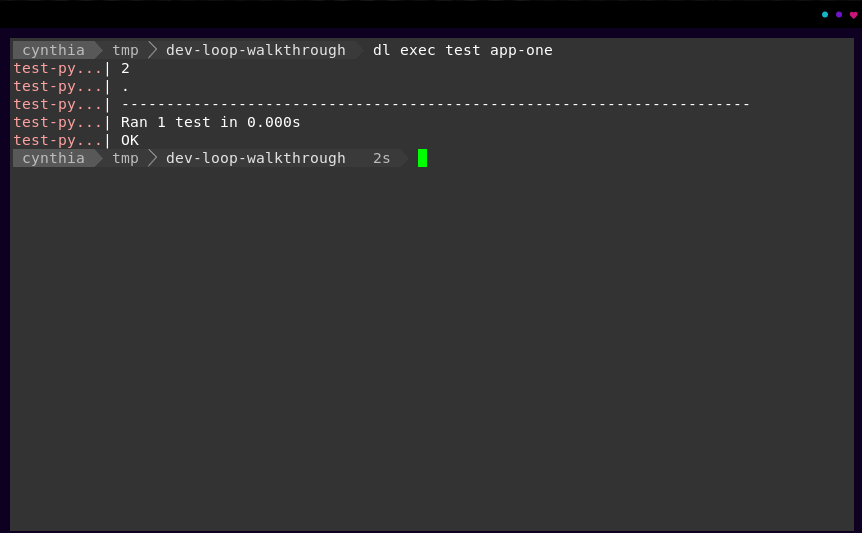 cynthia tmp dev-loop-walkthrough dl exec test app-one
test-py...| 2
test-py...| .
test-py...| ----------------------------------------------------------------------
test-py...| Ran 1 test in 0.000s
test-py...| OK
cynthia tmp dev-loop-walkthrough 2s